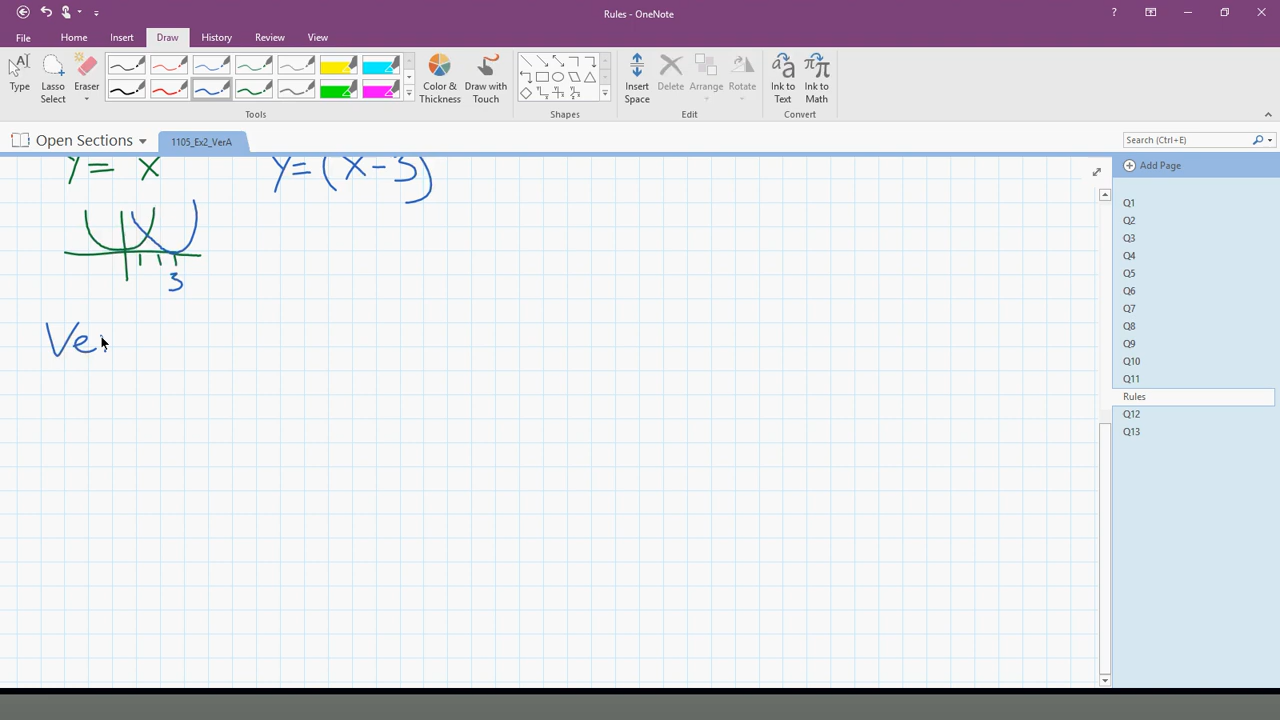 Rules - OneNote
?
File Home Insert Draw History Review View
Type
Lasso Select
Eraser
Color & Thickness
Draw with Touch
Insert Space
Delete
Arrange
Rotate
Ink to Text
Ink to Math
Tools Shapes Edit Convert
Open Sections 1105_Ex2_VerA Search (Ctrl+E)
Add Page
y = x y = (x - 3)
3
Ve
Q1
Q2
Q3
Q4
Q5
Q6
Q7
Q8
Q9
Q10
Q11
Rules
Q12
Q13